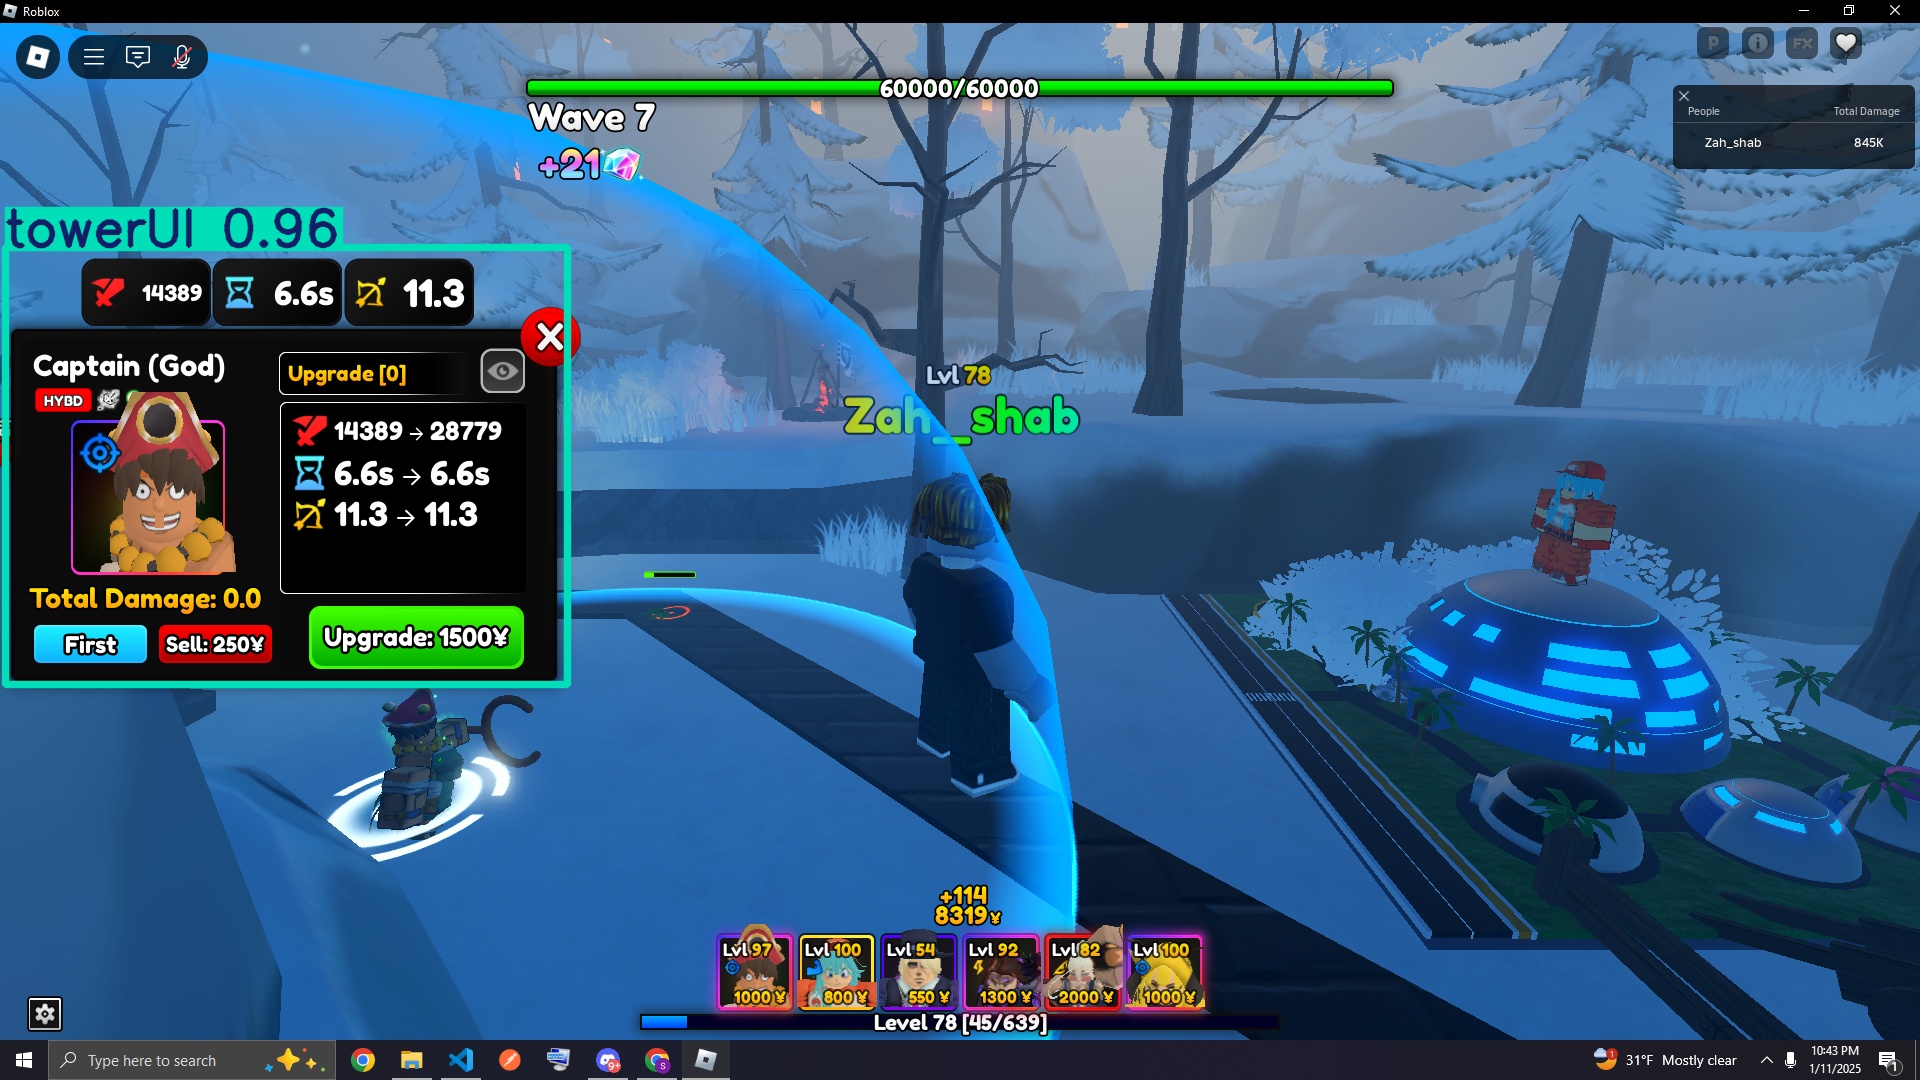 Roblox
P
FX
60000/60000
Wave 7
+21
People Total Damage
Zah_shab 845K
towerUI 0.96
14389 6.6s 11.3
Captain (God)
HYBD
Upgrade [0]
14389 → 28779
6.6s → 6.6s
11.3 → 11.3
Total Damage: 0.0
First
Sell: 250¥
Upgrade: 1500¥
Lvl 78
Zah_shab
+114
8319¥
Lvl 97 Lvl 100 Lvl 54 Lvl 92 Lvl 82 Lvl 100
1000 ¥ 800 ¥ 550 ¥ 1300 ¥ 2000 ¥ 1000 ¥
Level 78 [45/639]
Type here to search
9+
S
1
31°F Mostly clear
10:43 PM
1/11/2025
1